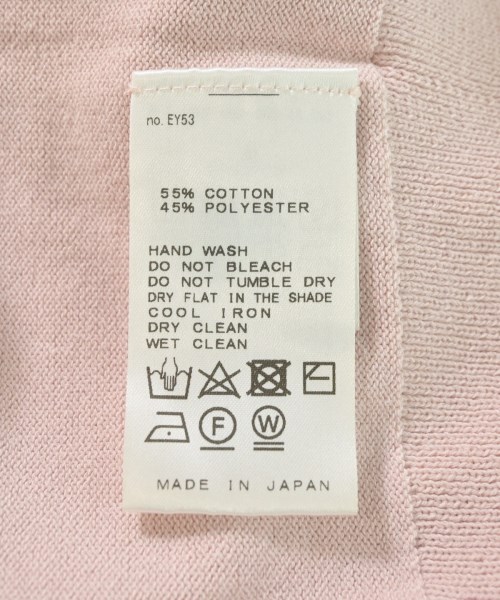 no. EY53
55% COTTON
45% POLYESTER
HAND WASH
DO NOT BLEACH
DO NOT TUMBLE DRY
DRY FLAT IN THE SHADE
COOL IRON
DRY CLEAN
WET CLEAN
F W
MADE IN JAPAN